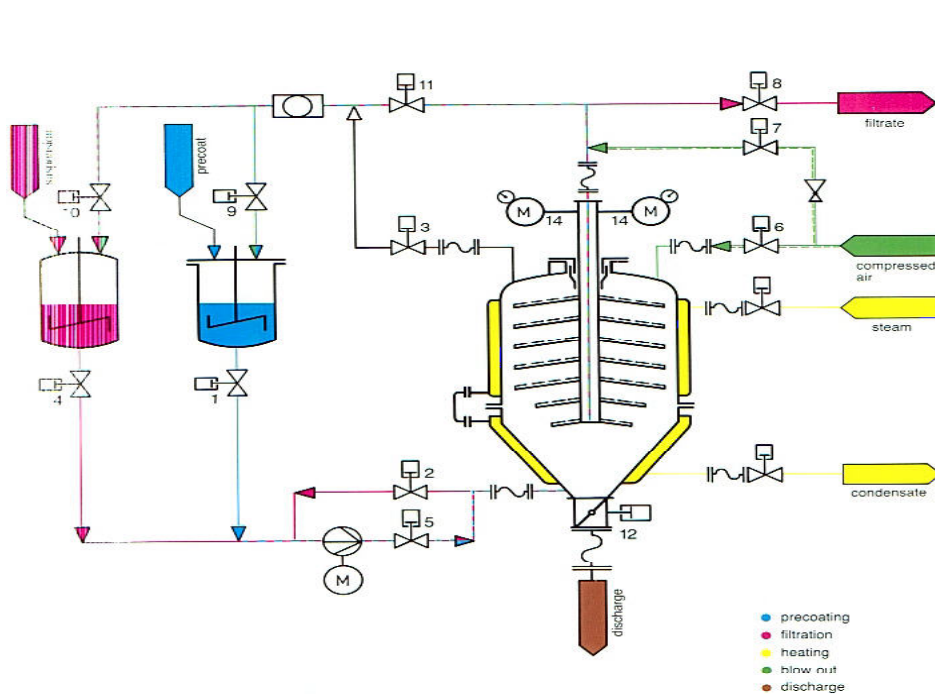 11
8
filtrate
7
precoat
10
9
3
14
14
6
compressed
air
steam
4
1
2
5
condensate
12
M
M
M
discharge
precoating
filtration
heating
blow out
discharge